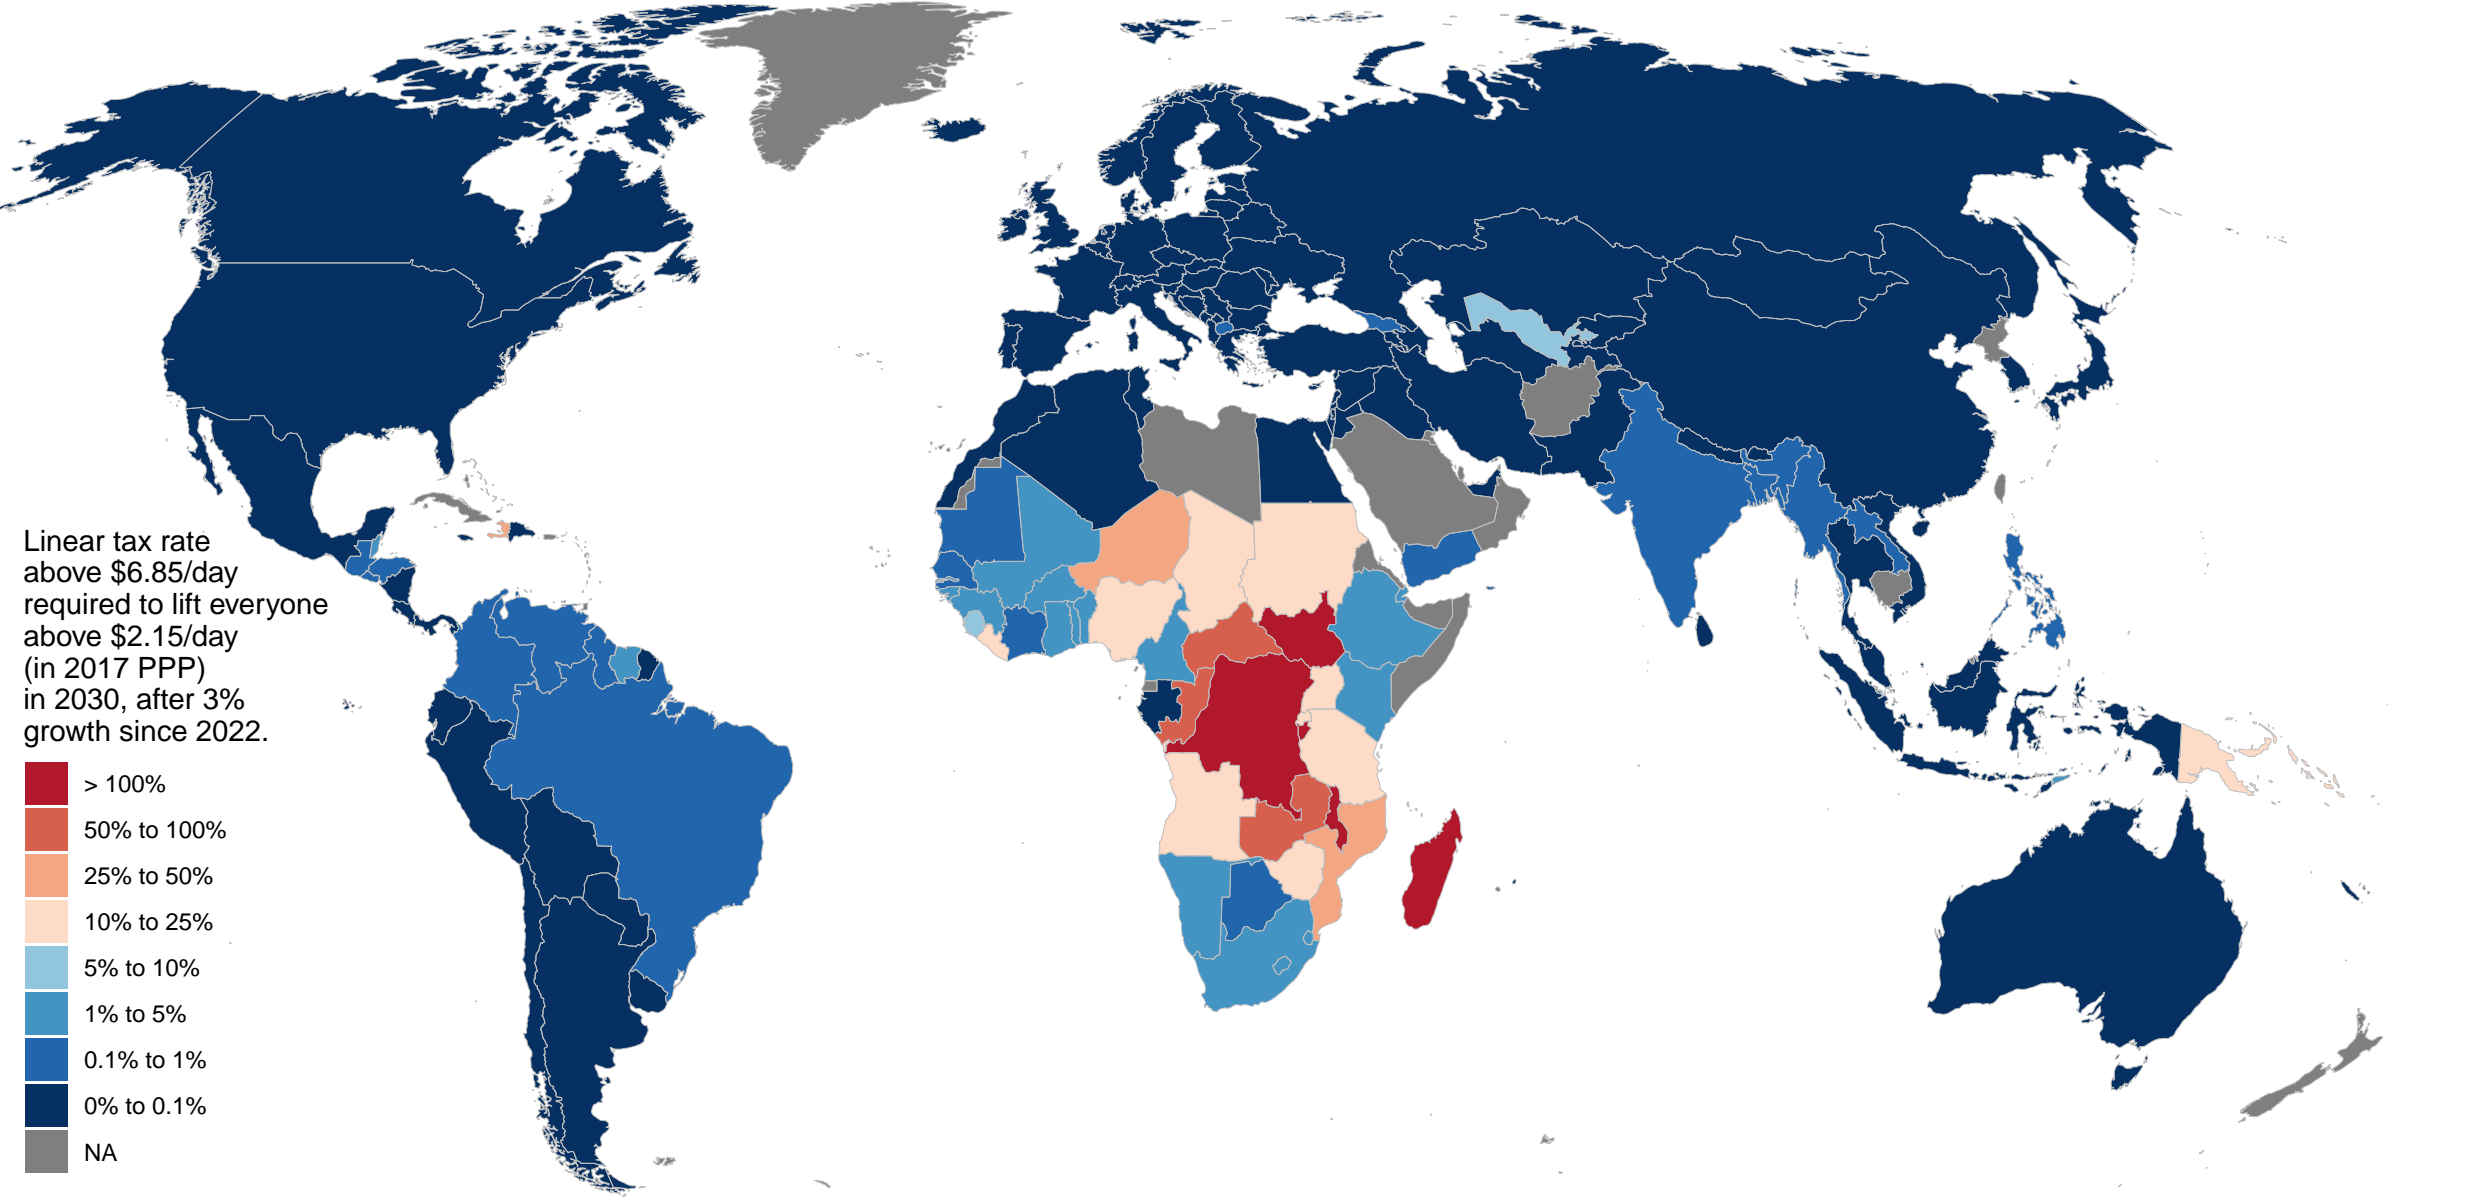 Linear tax rate
above $6.85/day
required to lift everyone
above $2.15/day
(in 2017 PPP)
in 2030, after 3%
growth since 2022.
> 100%
50% to 100%
25% to 50%
10% to 25%
5% to 10%
1% to 5%
0.1% to 1%
0% to 0.1%
NA